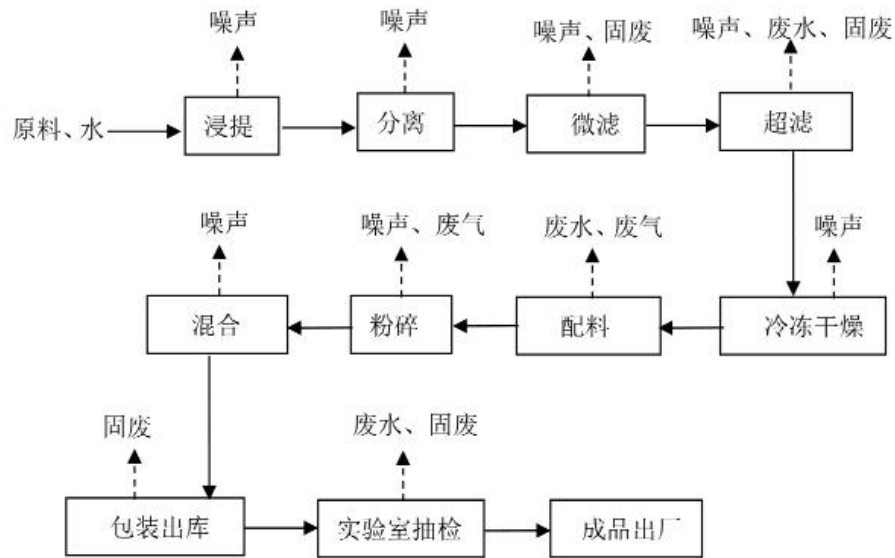 噪声
噪声
噪声、固废
噪声、废水、固废
原料、水
浸提
分离
微滤
超滤
噪声
噪声、废气
废水、废气
噪声
混合
粉碎
配料
冷冻干燥
固废
废水、固废
包装出库
实验室抽检
成品出厂